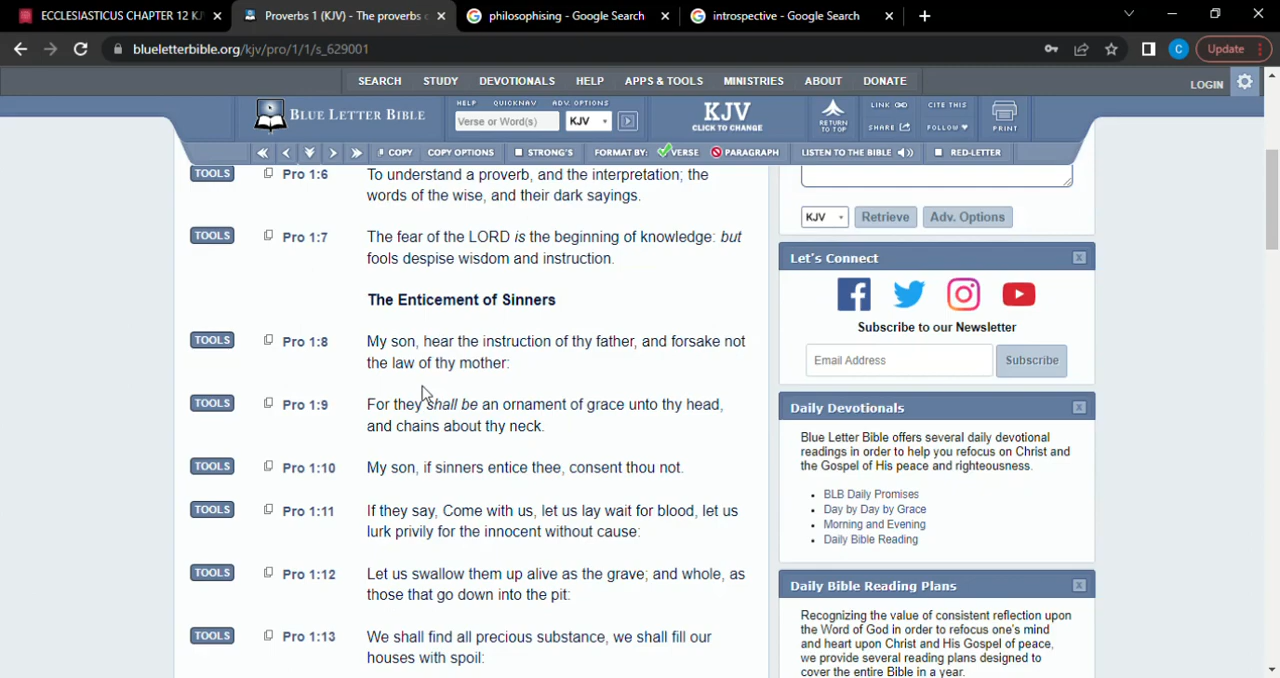 ECCLESIASTICUS CHAPTER 12 KJ
Proverbs 1 (KJV) - The proverbs
philosophising - Google Search
introspective - Google Search
blueletterbible.org/kjv/pro/1/1/s_629001
C
Update
SEARCH STUDY DEVOTIONALS HELP APPS & TOOLS MINISTRIES ABOUT DONATE
LOGIN
BLUE LETTER BIBLE
HELP QUICKNAV ADV. OPTIONS
Verse or Word(s)
KJV
KJV
CLICK TO CHANGE
RETURN
TO TOP
LINK
CITE THIS
SHARE
FOLLOW
PRINT
COPY COPY OPTIONS STRONG'S FORMAT BY: VERSE PARAGRAPH LISTEN TO THE BIBLE RED-LETTER
TOOLS Pro 1:6 To understand a proverb, and the interpretation; the
words of the wise, and their dark sayings.
TOOLS Pro 1:7 The fear of the LORD is the beginning of knowledge: but
fools despise wisdom and instruction.
The Enticement of Sinners
TOOLS Pro 1:8 My son, hear the instruction of thy father, and forsake not
the law of thy mother:
TOOLS Pro 1:9 For they shall be an ornament of grace unto thy head,
and chains about thy neck.
TOOLS Pro 1:10 My son, if sinners entice thee, consent thou not.
TOOLS Pro 1:11 If they say, Come with us, let us lay wait for blood, let us
lurk privily for the innocent without cause:
TOOLS Pro 1:12 Let us swallow them up alive as the grave; and whole, as
those that go down into the pit:
TOOLS Pro 1:13 We shall find all precious substance, we shall fill our
houses with spoil:
KJV Retrieve Adv. Options
Let's Connect
Subscribe to our Newsletter
Email Address Subscribe
Daily Devotionals
Blue Letter Bible offers several daily devotional
readings in order to help you refocus on Christ and
the Gospel of His peace and righteousness.
BLB Daily Promises
Day by Day by Grace
Morning and Evening
Daily Bible Reading
Daily Bible Reading Plans
Recognizing the value of consistent reflection upon
the Word of God in order to refocus one's mind
and heart upon Christ and His Gospel of peace,
we provide several reading plans designed to
cover the entire Bible in a year.